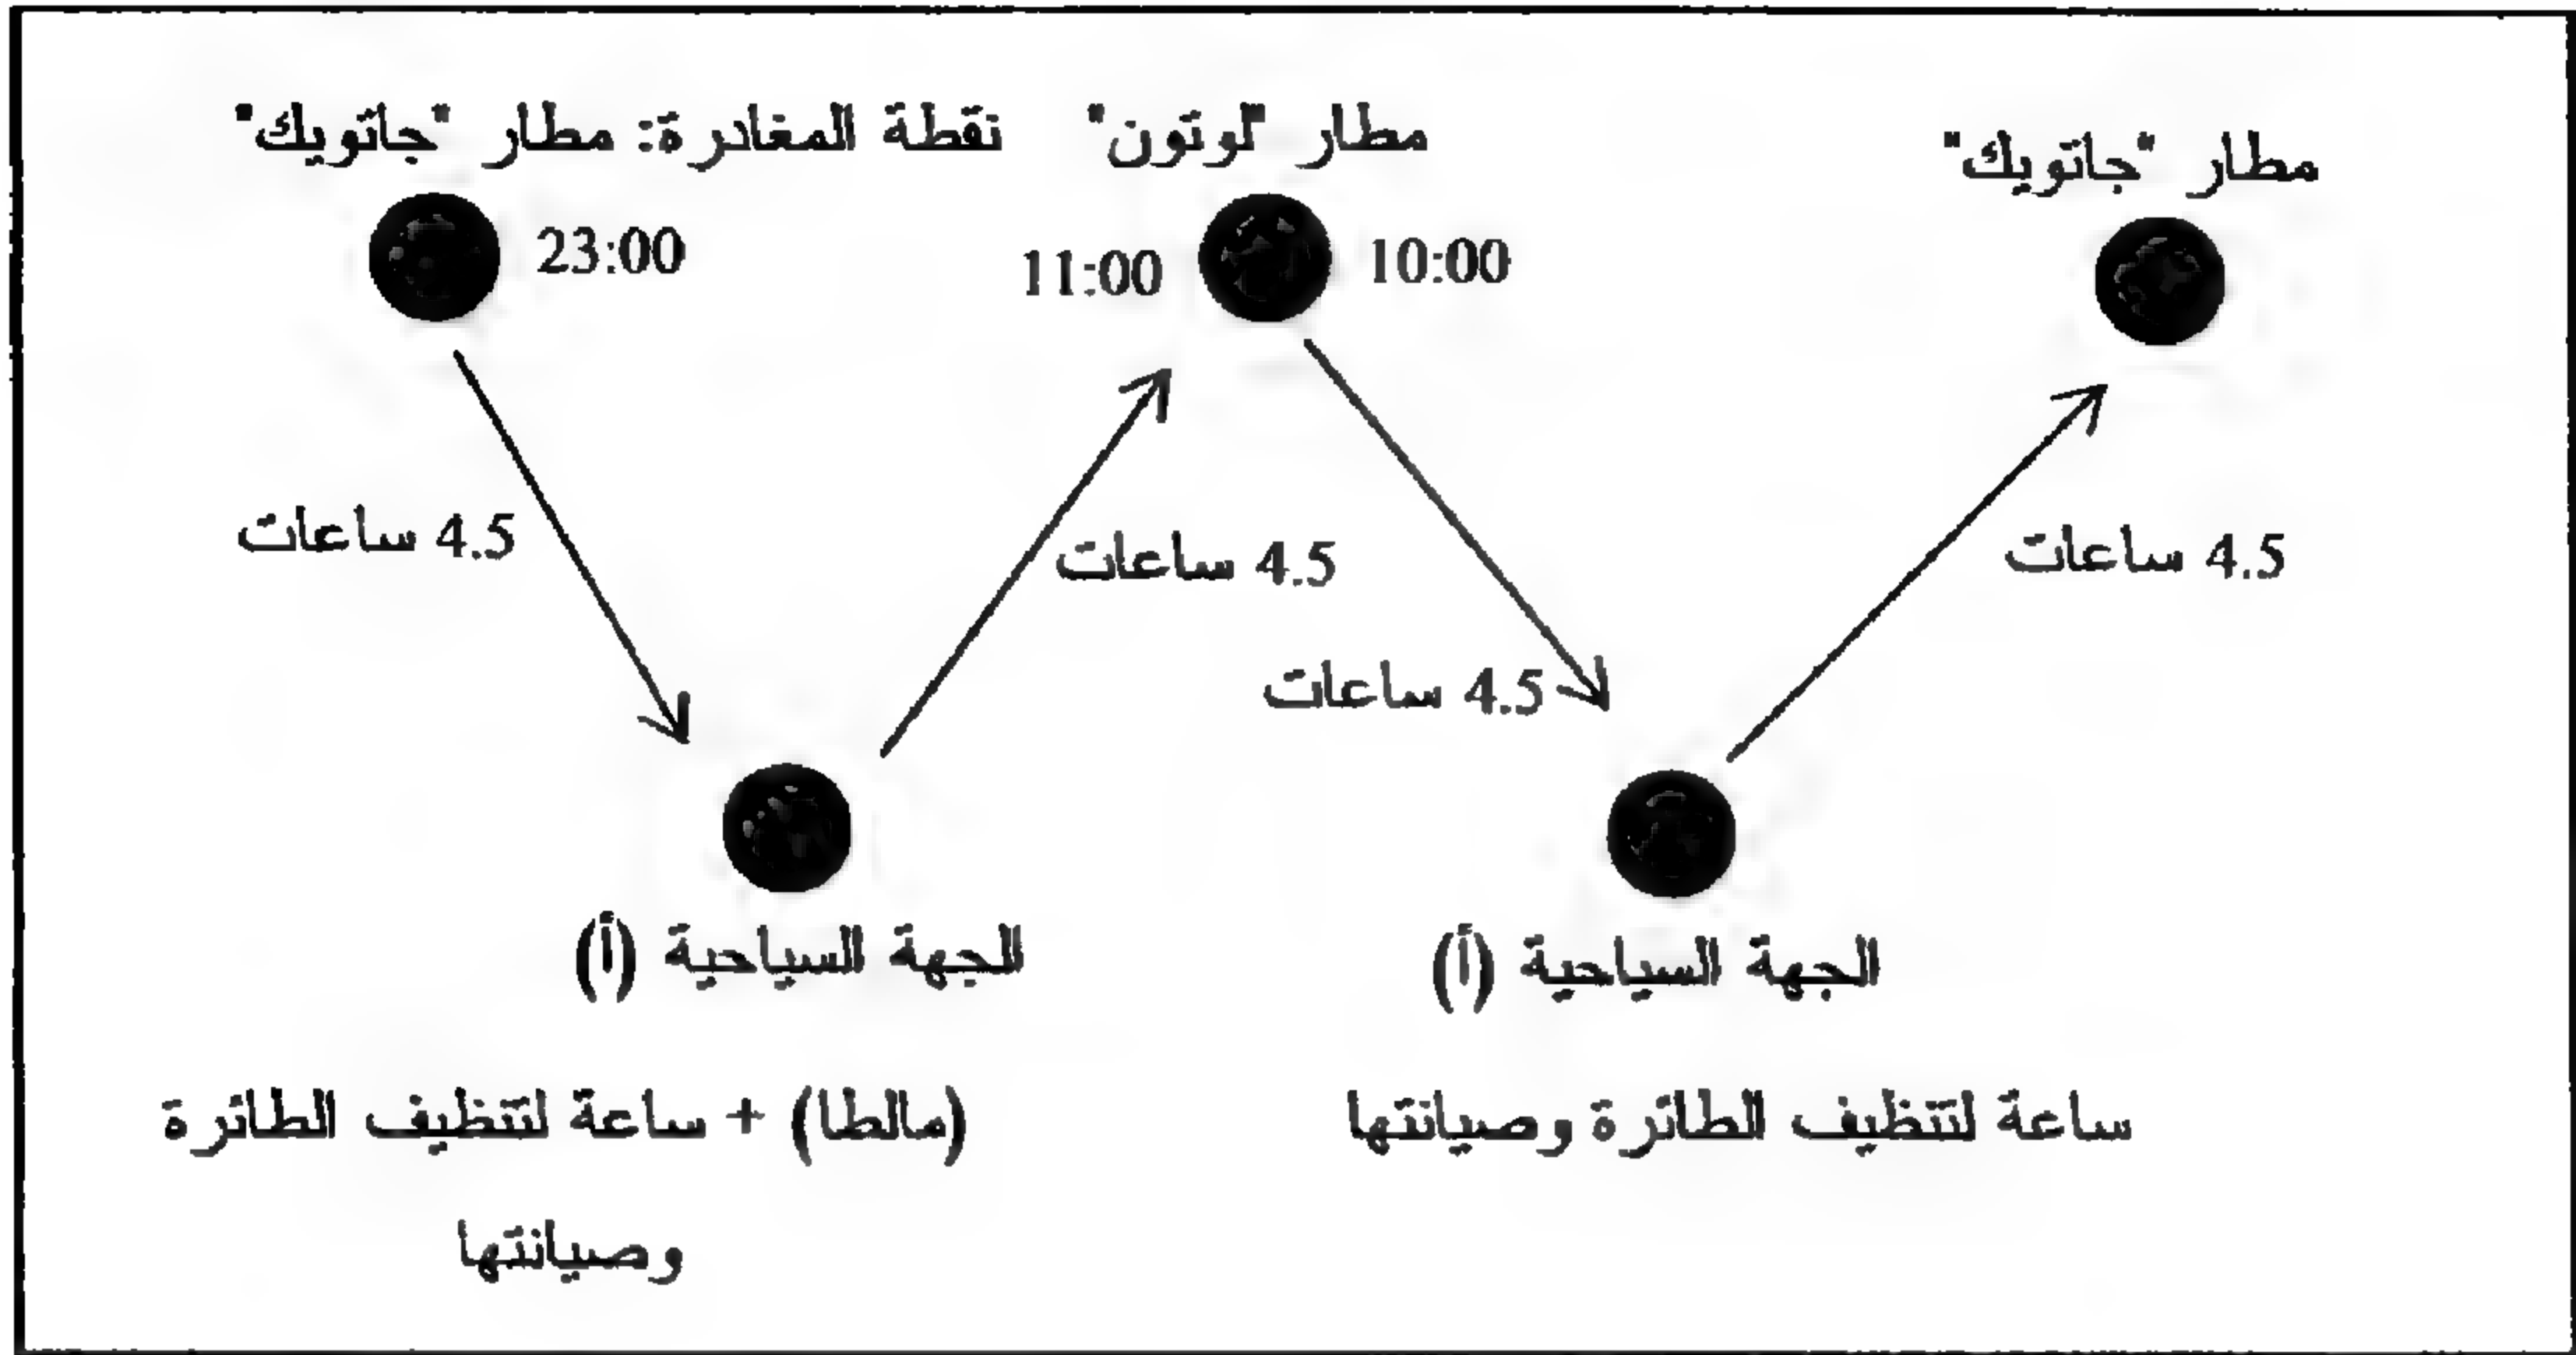 نقطة المغادرة: مطار "جاتويك"
مطار "لوتون"
مطار "جاتويك"
23:00
11:00
10:00
4.5 ساعات
4.5 ساعات
4.5 ساعات
4.5 ساعات
الجهة السياحية (أ)
الجهة السياحية (أ)
(مالطا) + ساعة لتنظيف الطائرة
وصيانتها
ساعة لتنظيف الطائرة وصيانتها